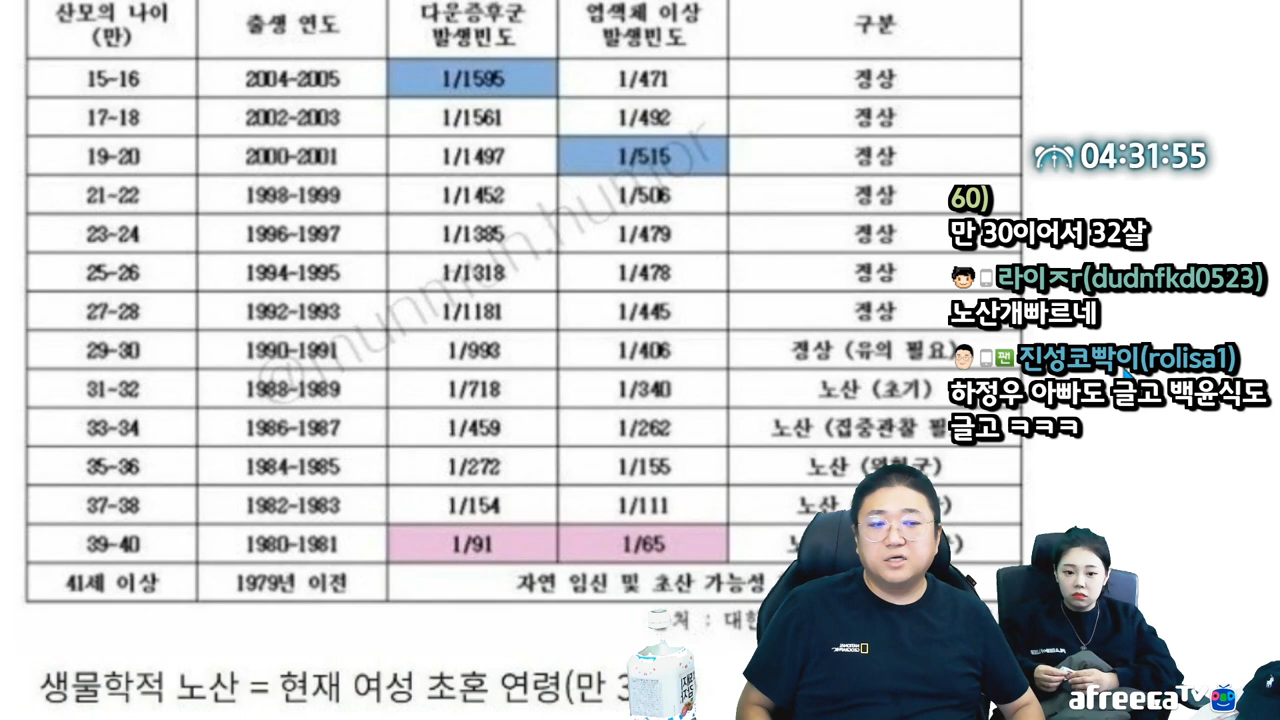 산모의 나이
(만)
출생 연도
다운증후군
발생빈도
염색체 이상
발생빈도
구분
15-16 2004-2005 1/1595 1/471 정상
17-18 2002-2003 1/1561 1/492 정상
19-20 2000-2001 1/1497 1/515 정상
21-22 1998-1999 1/1452 1/506 정상
23-24 1996-1997 1/1385 1/479 정상
25-26 1994-1995 1/1318 1/478 정상
27-28 1992-1993 1/1181 1/445 정상
29-30 1990-1991 1/993 1/406 정상 (유의 필요)
31-32 1988-1989 1/718 1/340 노산 (초기)
33-34 1986-1987 1/459 1/262 노산 (집중관찰 필
35-36 1984-1985 1/272 1/155 노산
37-38 1982-1983 1/154 1/111 노산
39-40 1980-1981 1/91 1/65
41세 이상 1979년 이전 자연 임신 및 초산 가능성
처 : 대한
생물학적 노산 = 현재 여성 초혼 연령(만 3
04:31:55
60)
만 30이어서 32살
라이ㅈr(dudnfkd0523)
노산개빠르네
팬 진성코빡이(rolisa1)
하정우 아빠도 글고 백윤식도
글고 ㅋㅋㅋ
NATIONAL
GEOGRAPHIC
afreecaTV